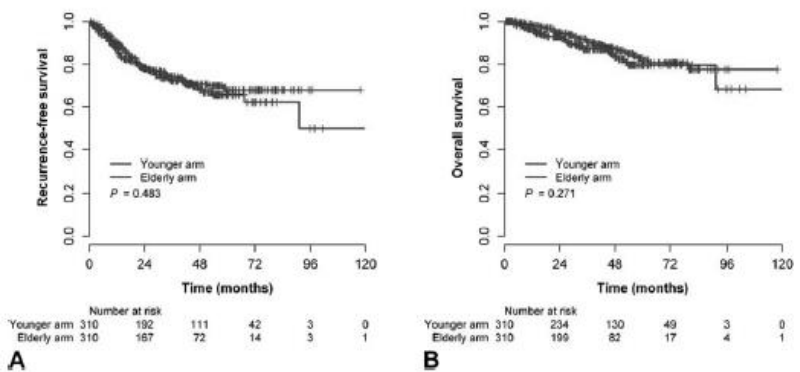 Recurrence-free survival
1.0
0.8
0.6
0.4
0.2
0.0
Younger arm
Elderly arm
P = 0.483
0 24 48 72 96 120
Time (months)
Number at risk
Younger arm 310 192 111 42 3 0
Elderly arm 310 167 72 14 3 1
A
Overall survival
1.0
0.8
0.6
0.4
0.2
0.0
Younger arm
Elderly arm
P = 0.271
0 24 48 72 96 120
Time (months)
Number at risk
Younger arm 310 234 130 49 3 0
Elderly arm 310 199 82 17 4 1
B